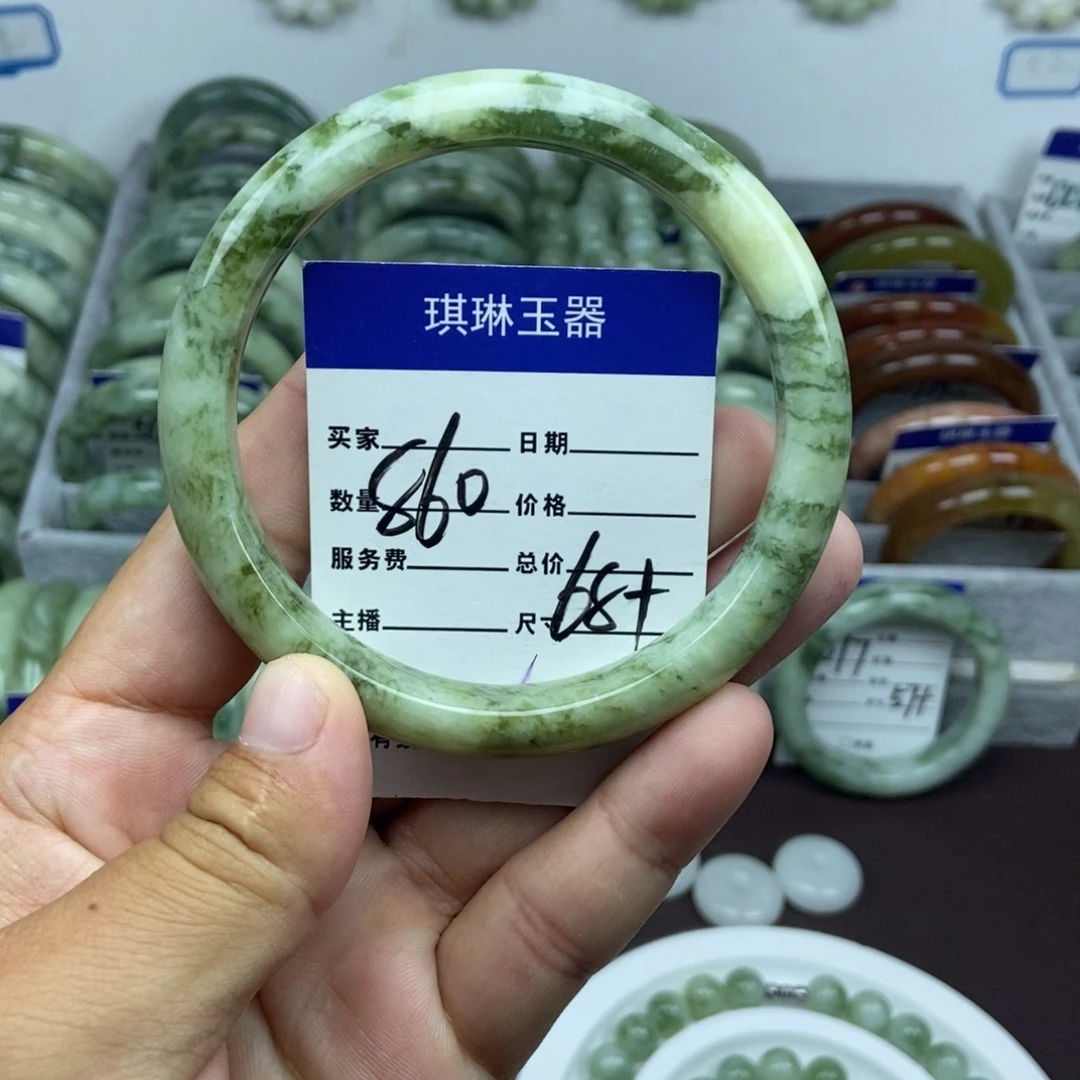 琪琳玉器
买家 日期
数量 860 价格
服务费 总价
主播 尺寸 68+
57+